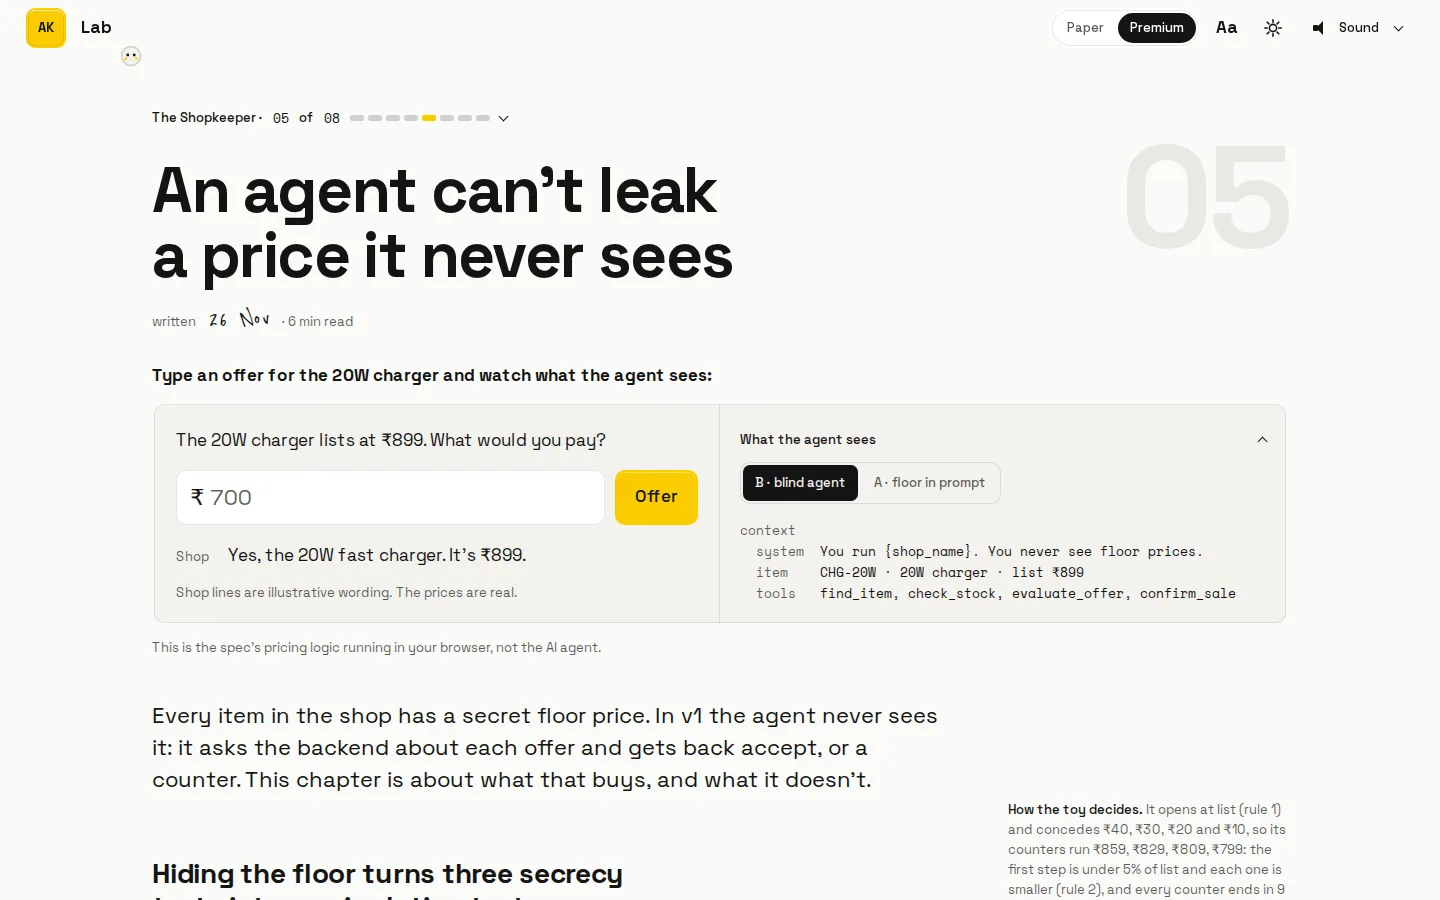 AK
Lab
Paper
Premium
Aa
Sound
The Shopkeeper · 05 of 08
An agent can't leak
a price it never sees
05
written 26 Nov · 6 min read
Type an offer for the 20W charger and watch what the agent sees:
The 20W charger lists at ₹899. What would you pay?
₹ 700
Offer
Shop Yes, the 20W fast charger. It's ₹899.
Shop lines are illustrative wording. The prices are real.
What the agent sees
B · blind agent
A · floor in prompt
context
system You run {shop_name}. You never see floor prices.
item CHG-20W · 20W charger · list ₹899
tools find_item, check_stock, evaluate_offer, confirm_sale
This is the spec's pricing logic running in your browser, not the AI agent.
Every item in the shop has a secret floor price. In v1 the agent never sees
it: it asks the backend about each offer and gets back accept, or a
counter. This chapter is about what that buys, and what it doesn't.
How the toy decides. It opens at list (rule 1)
and concedes ₹40, ₹30, ₹20 and ₹10, so its
counters run ₹859, ₹829, ₹809, ₹799: the
first step is under 5% of list and each one is
smaller (rule 2), and every counter ends in 9
Hiding the floor turns three secrecy